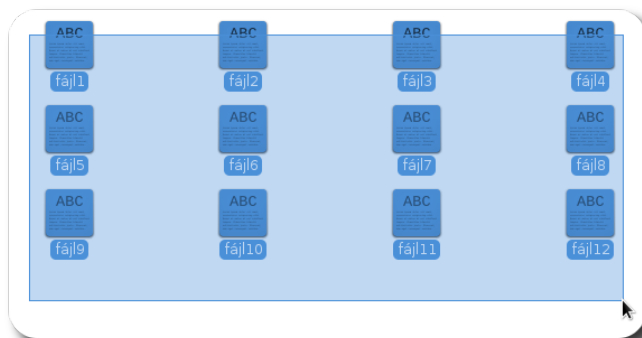 ABC ABC ABC ABC
fájl1 fájl2 fájl3 fájl4
ABC ABC ABC ABC
fájl5 fájl6 fájl7 fájl8
ABC ABC ABC ABC
fájl9 fájl10 fájl11 fájl12